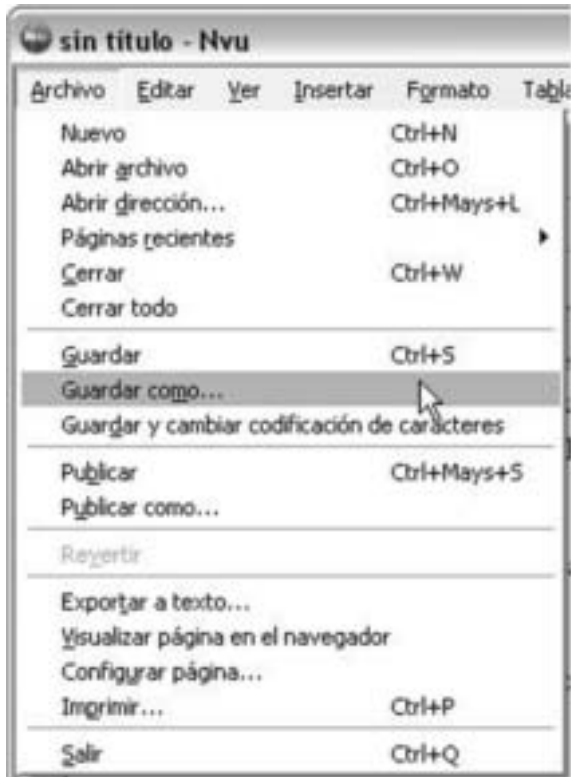 sin título - Nvu
Archivo Editar Ver Insertar Formato Tabla
Nuevo Ctrl+N
Abrir archivo Ctrl+O
Abrir dirección... Ctrl+Mays+L
Páginas recientes
Cerrar Ctrl+W
Cerrar todo
Guardar Ctrl+S
Guardar como...
Guardar y cambiar codificación de caracteres
Publicar Ctrl+Mays+S
Publicar como...
Revertir
Exportar a texto...
Visualizar página en el navegador
Configurar página...
Imprimir... Ctrl+P
Salir Ctrl+Q